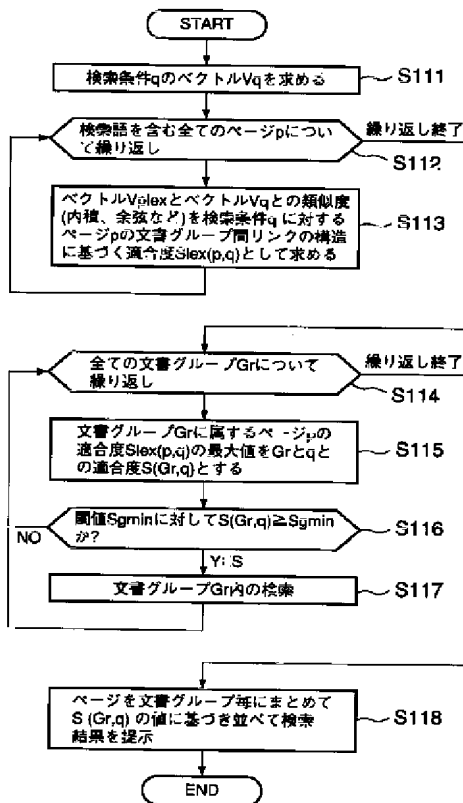 START
検索条件qのベクトルVqを求める
S111
検索語を含む全てのページpについ
て繰り返し
繰り返し終了
S112
ベクトルVplexとベクトルVqとの類似度
(内積、余弦など)を検索条件q に対する
ページpの文書グループ間リンクの構造
に基づく適合度Slex(p,q)として求める
S113
全ての文書グループGrについて
繰り返し
繰り返し終了
S114
文書グループGrに属するページpの
適合度Slex(p,q)の最大値をGrとqと
の適合度S(Gr,q)とする
S115
閾値Sgminに対してS(Gr,q)≧Sgmin
か?
S116
NO
YES
文書グループGr内の検索
S117
ページを文書グループ毎にまとめて
S (Gr,q) の値に基づき並べて検索
結果を提示
S118
END